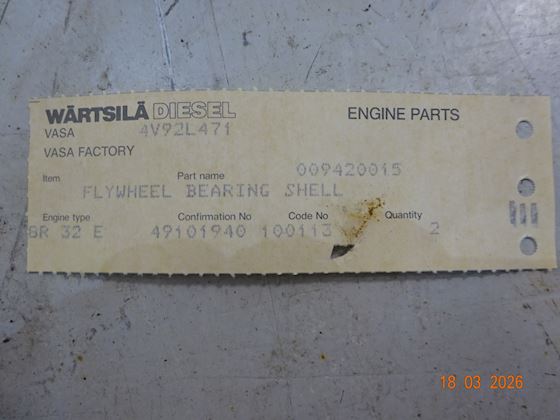 WÄRTSILÄ DIESEL ENGINE PARTS
VASA 4V92L471
VASA FACTORY
Item Part name 009420015
FLYWHEEL BEARING SHELL
Engine type Confirmation No Code No Quantity
8R 32 E 49101940 100113 2
18 03 2026